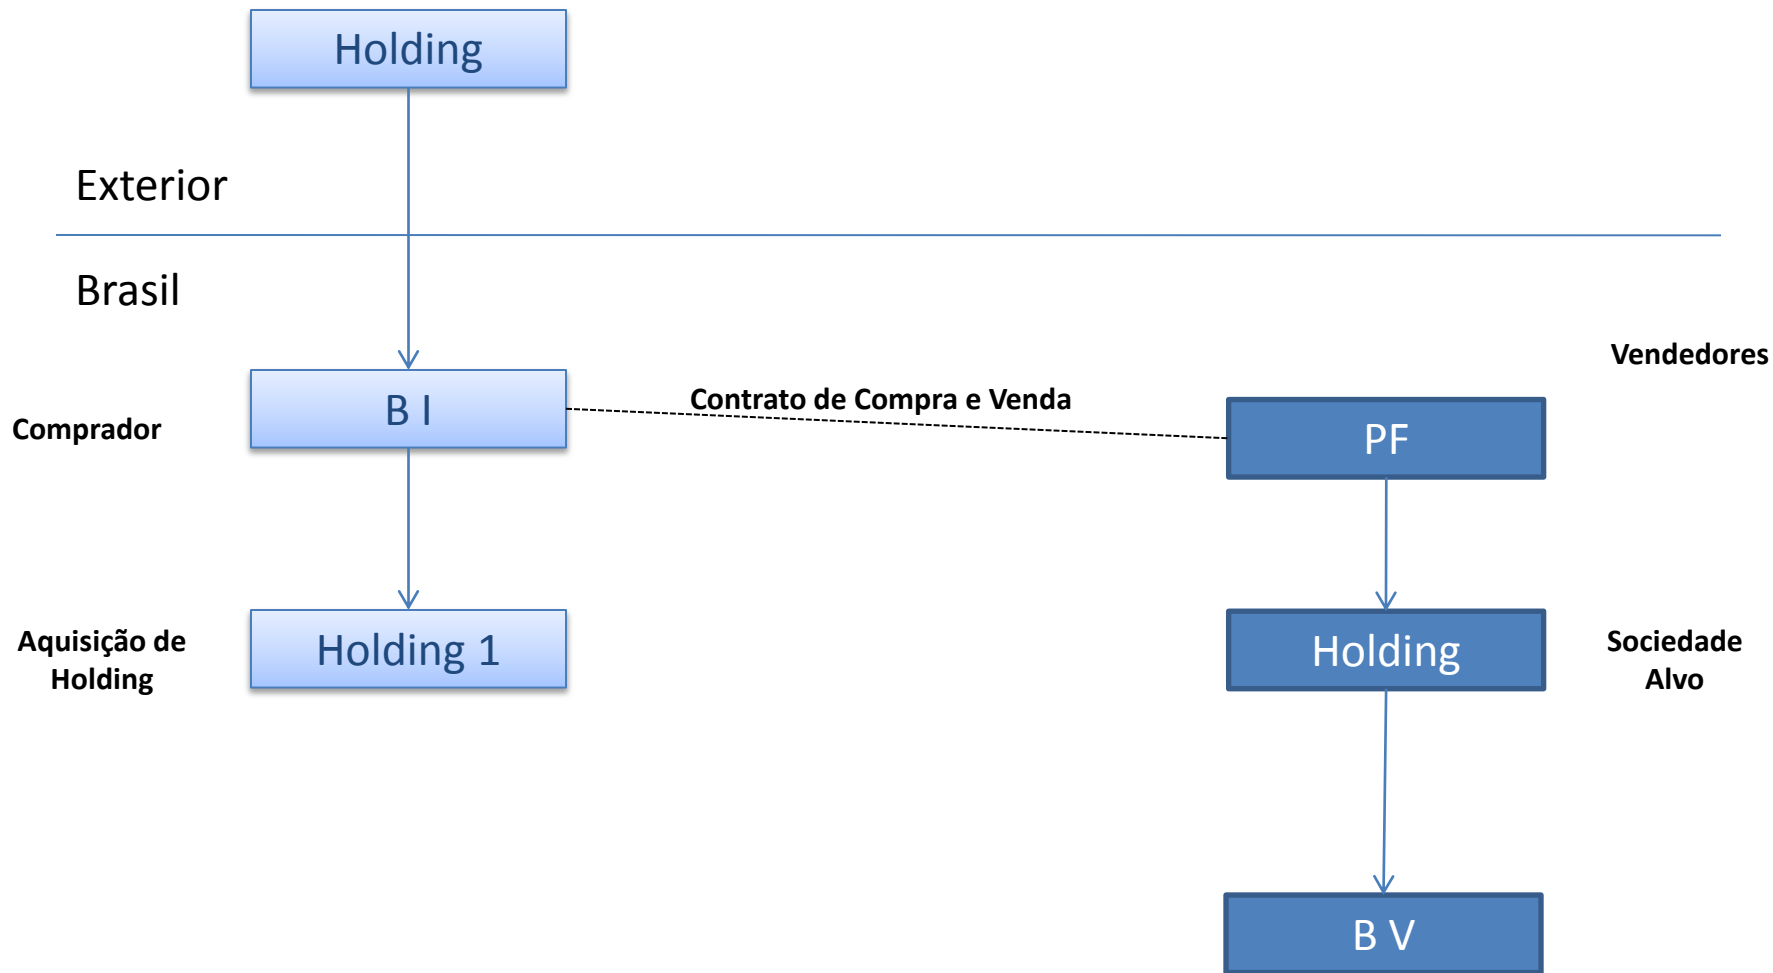 Holding
Exterior
Brasil
Vendedores
B I
Contrato de Compra e Venda
Comprador
PF
Aquisição de
Holding
Holding 1
Holding
Sociedade
Alvo
B V